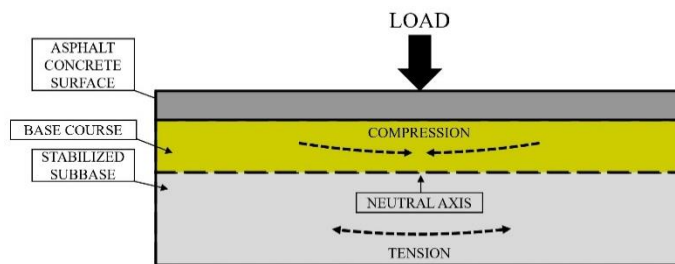 LOAD
ASPHALT
CONCRETE
SURFACE
BASE COURSE
COMPRESSION
STABILIZED
SUBBASE
NEUTRAL AXIS
TENSION